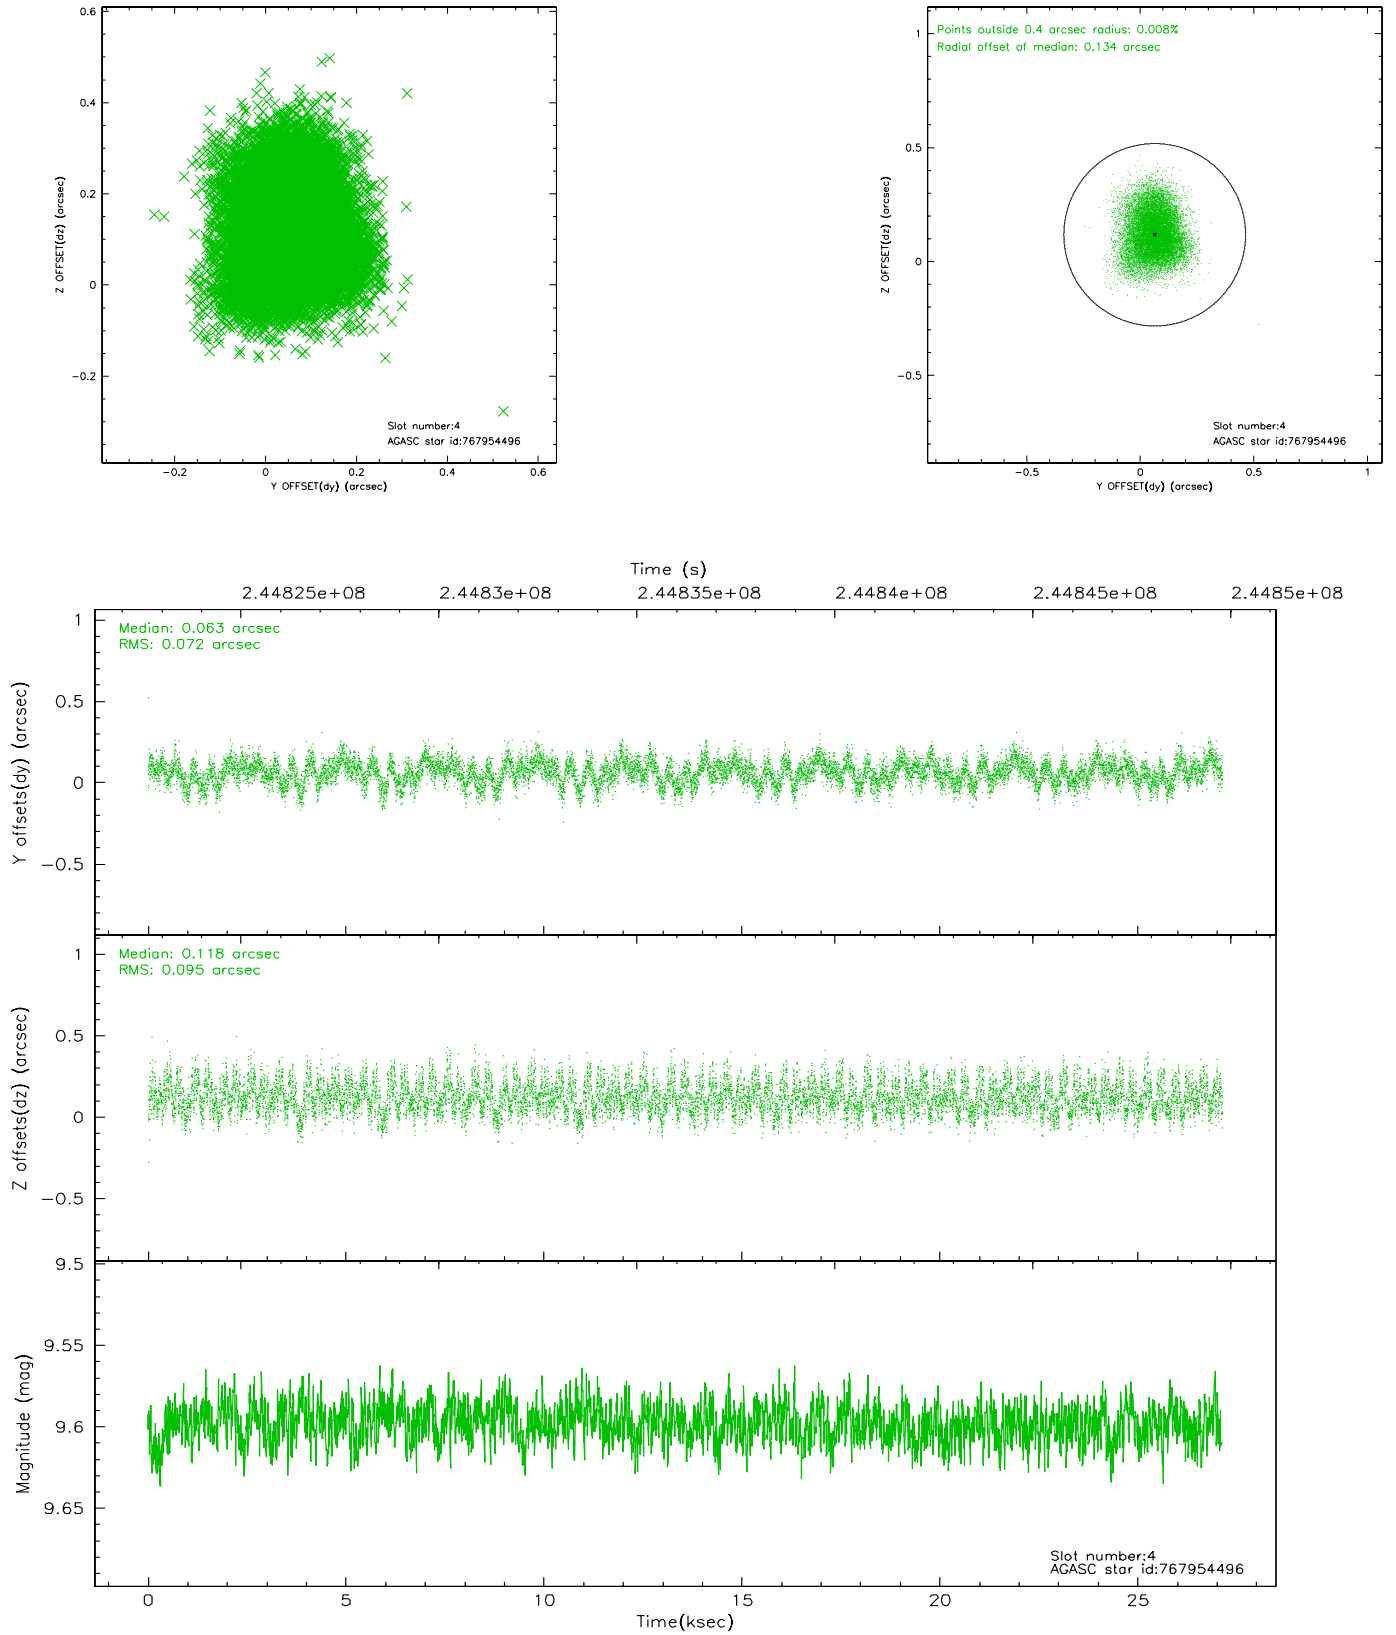 0.6
0.4
0.2
0
−0.2
Z OFFSET(dz) (arcsec)
Slot number:4
AGASC star id:767954496
−0.2 0 0.2 0.4 0.6
Y OFFSET(dy) (arcsec)
Points outside 0.4 arcsec radius: 0.008%
Radial offset of median: 0.134 arcsec
1
0.5
0
−0.5
Z OFFSET(dz) (arcsec)
Slot number:4
AGASC star id:767954496
−0.5 0 0.5 1
Y OFFSET(dy) (arcsec)
Time (s)
2.44825e+08 2.4483e+08 2.44835e+08 2.4484e+08 2.44845e+08 2.4485e+08
Median: 0.063 arcsec
RMS: 0.072 arcsec
1
0.5
0
−0.5
Y offsets(dy) (arcsec)
Median: 0.118 arcsec
RMS: 0.095 arcsec
1
0.5
0
−0.5
Z offsets(dz) (arcsec)
9.5
9.55
9.6
9.65
Magnitude (mag)
Slot number:4
AGASC star id:767954496
0 5 10 15 20 25
Time(ksec)